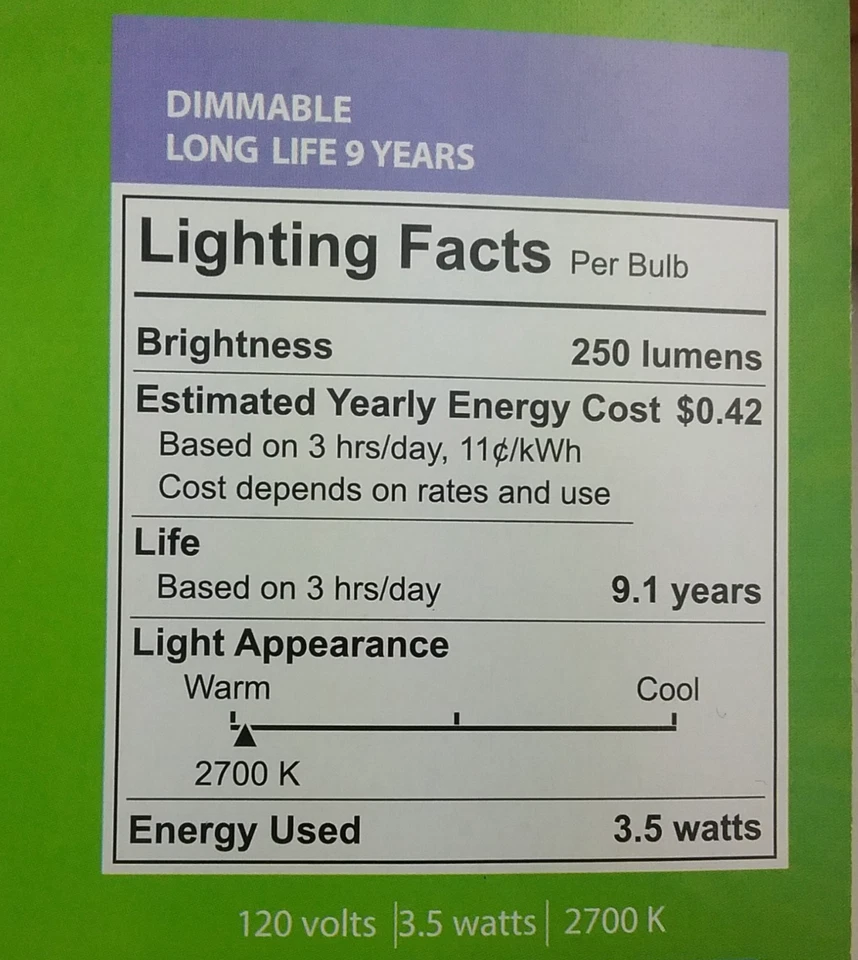 DIMMABLE
LONG LIFE 9 YEARS
Lighting Facts Per Bulb
Brightness 250 lumens
Estimated Yearly Energy Cost $0.42
Based on 3 hrs/day, 11¢/kWh
Cost depends on rates and use
Life
Based on 3 hrs/day 9.1 years
Light Appearance
Warm Cool
2700 K
Energy Used 3.5 watts
120 volts |3.5 watts| 2700 K